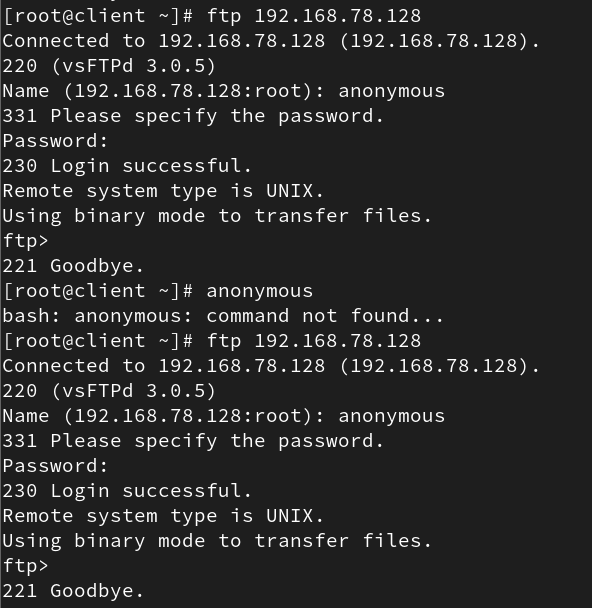 [root@client ~]# ftp 192.168.78.128
Connected to 192.168.78.128 (192.168.78.128).
220 (vsFTPd 3.0.5)
Name (192.168.78.128:root): anonymous
331 Please specify the password.
Password:
230 Login successful.
Remote system type is UNIX.
Using binary mode to transfer files.
ftp>
221 Goodbye.
[root@client ~]# anonymous
bash: anonymous: command not found...
[root@client ~]# ftp 192.168.78.128
Connected to 192.168.78.128 (192.168.78.128).
220 (vsFTPd 3.0.5)
Name (192.168.78.128:root): anonymous
331 Please specify the password.
Password:
230 Login successful.
Remote system type is UNIX.
Using binary mode to transfer files.
ftp>
221 Goodbye.